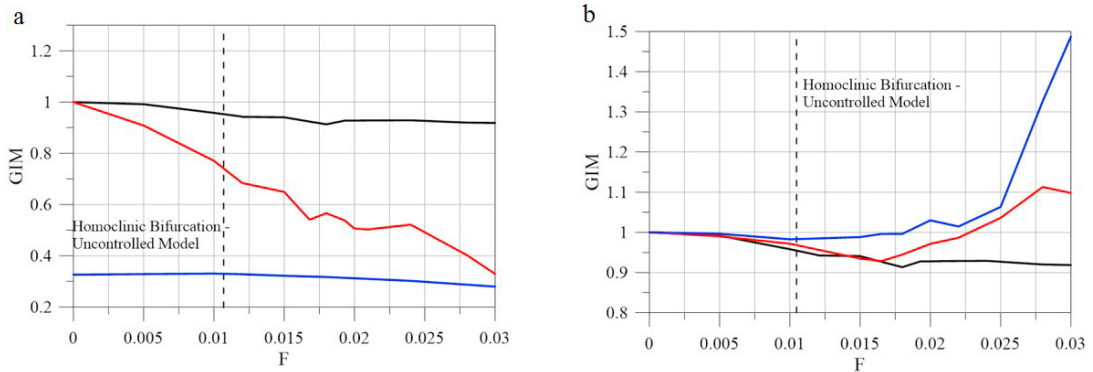 a
1.2
1
0.8
0.6
0.4
0.2
GIM
Homoclinic Bifurcation -
Uncontrolled Model
0 0.005 0.01 0.015 0.02 0.025 0.03
F
b
1.5
1.4
1.3
1.2
1.1
1
0.9
0.8
GIM
Homoclinic Bifurcation -
Uncontrolled Model
0 0.005 0.01 0.015 0.02 0.025 0.03
F